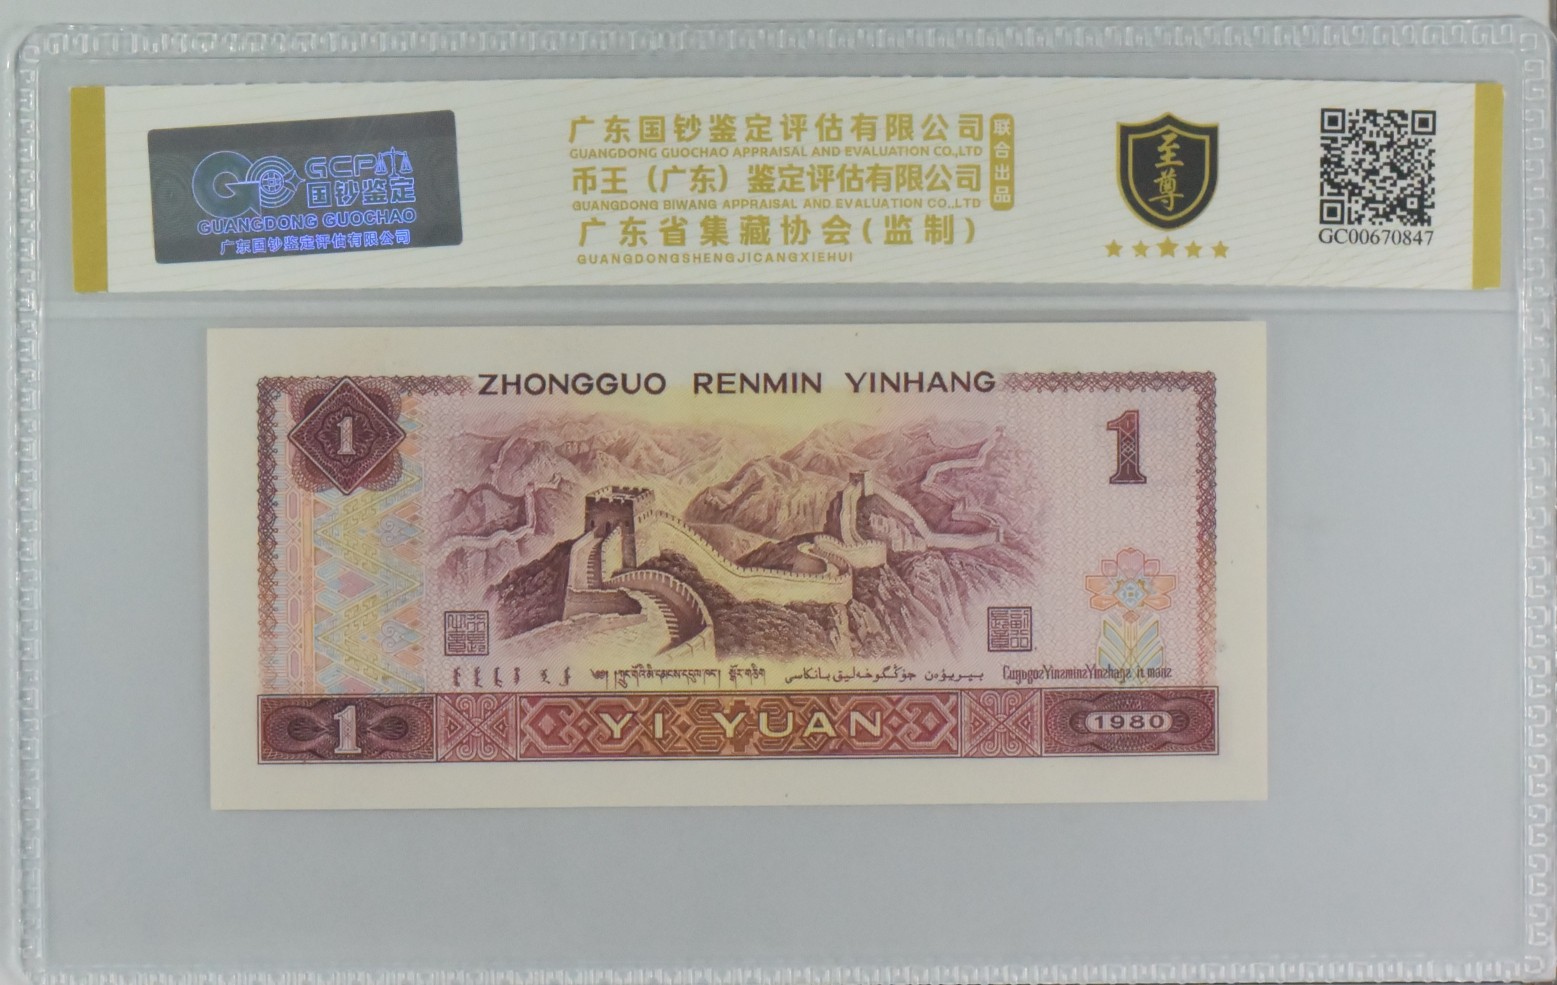 GCP
国钞鉴定
GUANGDONG GUOCHAO
广东国钞鉴定评估有限公司
广东国钞鉴定评估有限公司
GUANGDONG GUOCHAO APPRAISAL AND EVALUATION CO.,LTD
币王（广东）鉴定评估有限公司
GUANGDONG BIWANG APPRAISAL AND EVALUATION CO.,LTD
联合出品
广东省集藏协会(监制)
GUANGDONGSHENGJICANGXIEHUI
至尊
GC00670847
ZHONGGUO RENMIN YINHANG
1
1
1
YI YUAN
1980